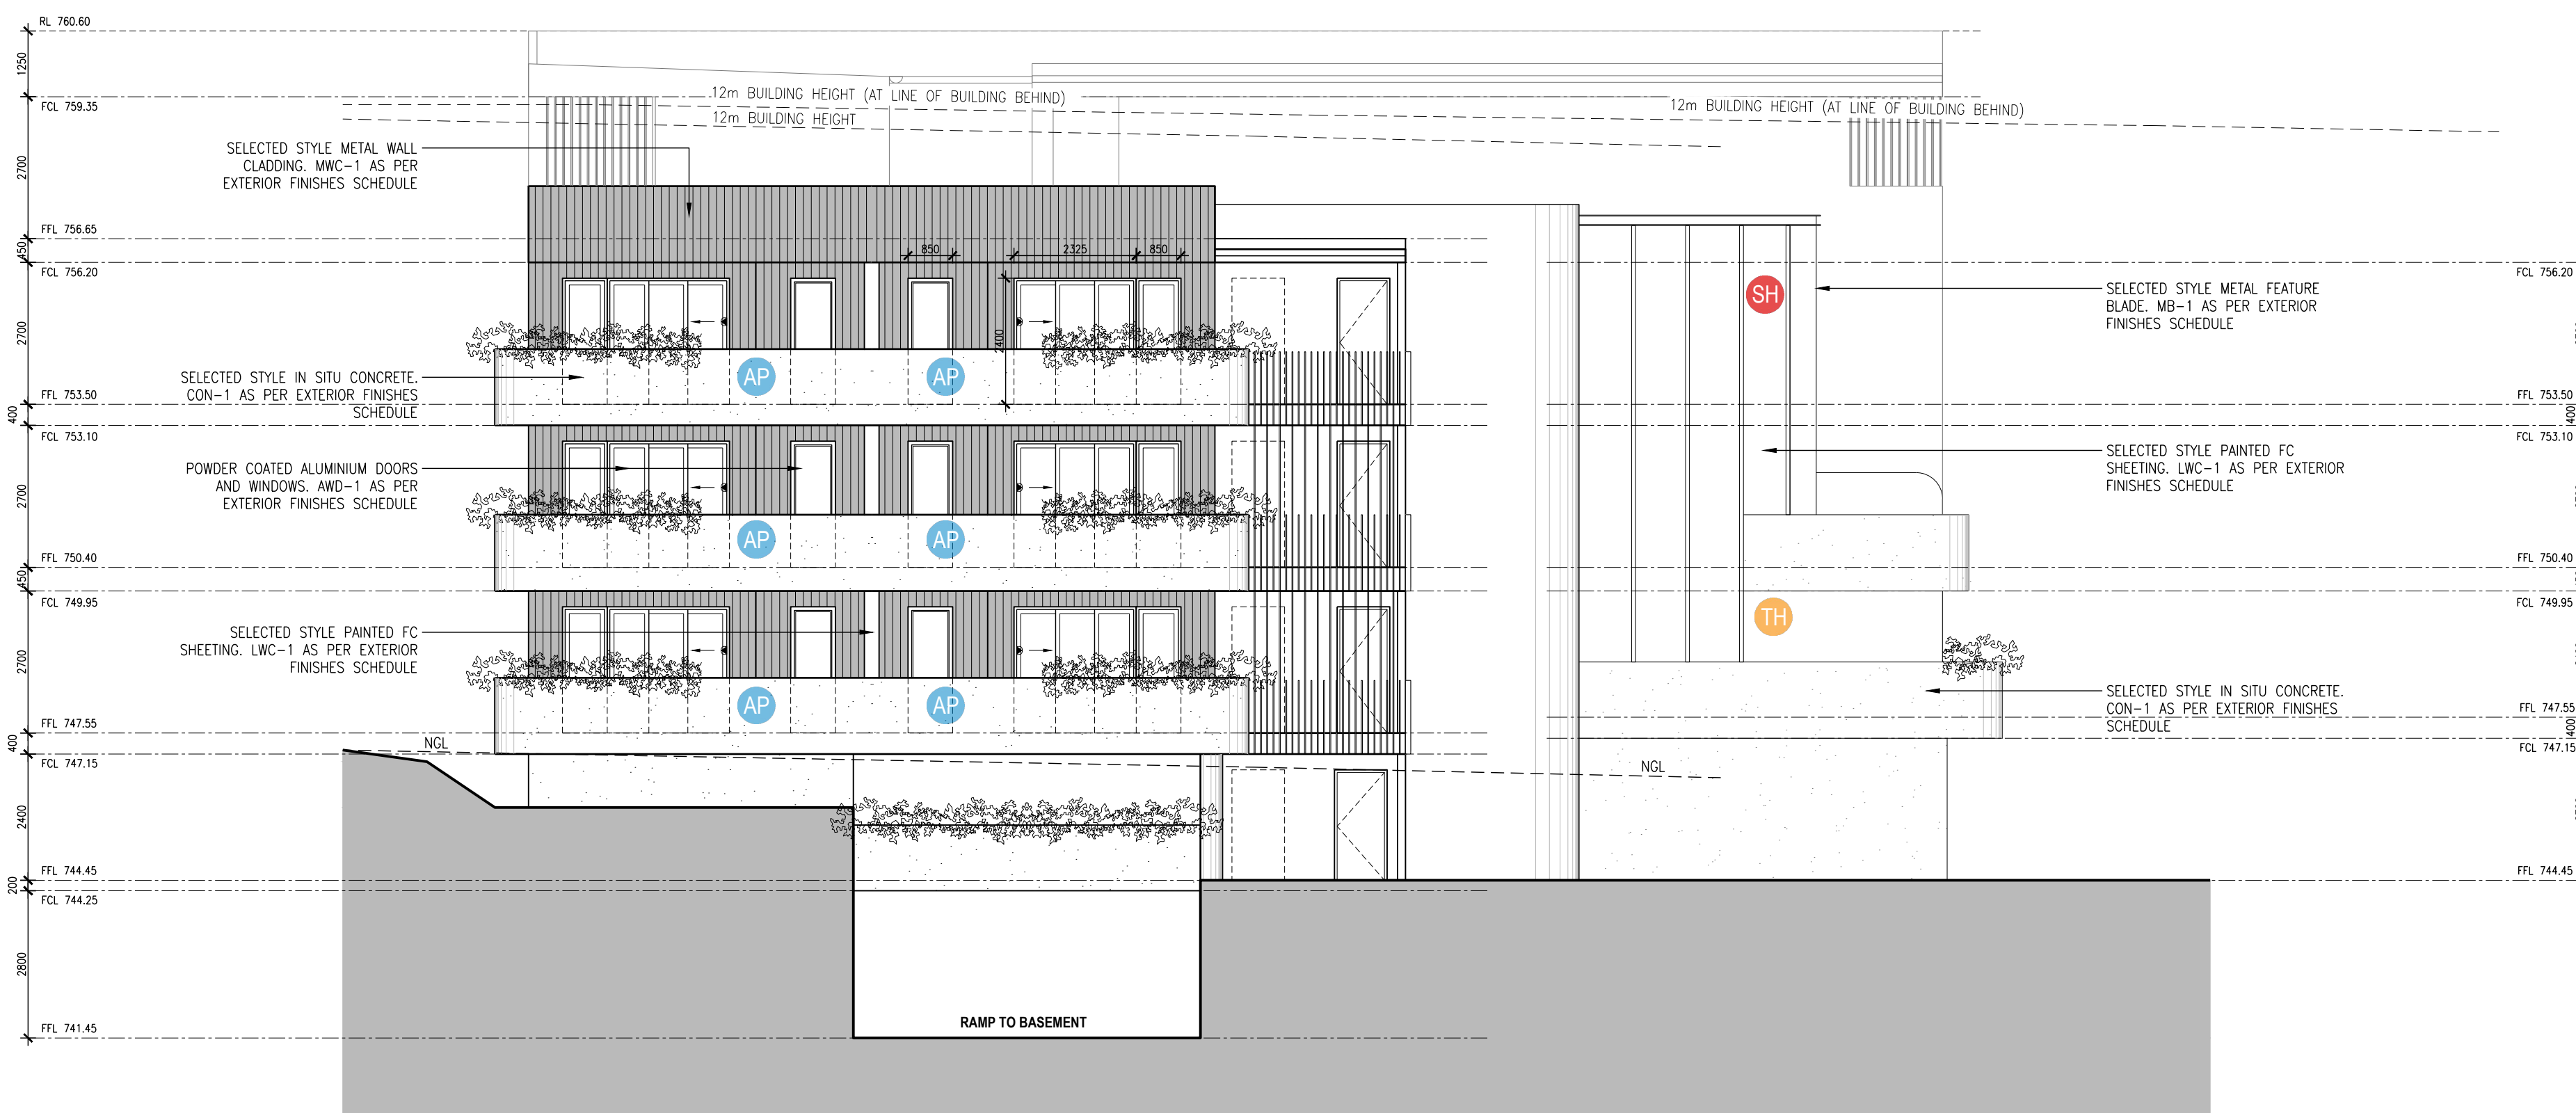 RL 760.60
1250
FCL 759.35
12m BUILDING HEIGHT (AT LINE OF BUILDING BEHIND)
12m BUILDING HEIGHT (AT LINE OF BUILDING BEHIND)
12m BUILDING HEIGHT
2700
SELECTED STYLE METAL WALL
CLADDING. MWC-1 AS PER
EXTERIOR FINISHES SCHEDULE
FFL 756.65
450
850
2325
850
FCL 756.20
FCL 756.20
SH
SELECTED STYLE METAL FEATURE
BLADE. MB-1 AS PER EXTERIOR
FINISHES SCHEDULE
2700
2400
SELECTED STYLE IN SITU CONCRETE.
CON-1 AS PER EXTERIOR FINISHES
SCHEDULE
AP
AP
FFL 753.50
FFL 753.50
400
400
FCL 753.10
FCL 753.10
SELECTED STYLE PAINTED FC
SHEETING. LWC-1 AS PER EXTERIOR
FINISHES SCHEDULE
POWDER COATED ALUMINIUM DOORS
AND WINDOWS. AWD-1 AS PER
EXTERIOR FINISHES SCHEDULE
2700
AP
AP
FFL 750.40
FFL 750.40
450
FCL 749.95
FCL 749.95
TH
SELECTED STYLE PAINTED FC
SHEETING. LWC-1 AS PER EXTERIOR
FINISHES SCHEDULE
2700
AP
AP
SELECTED STYLE IN SITU CONCRETE.
CON-1 AS PER EXTERIOR FINISHES
SCHEDULE
FFL 747.55
FFL 747.55
400
400
NGL
FCL 747.15
FCL 747.15
NGL
2400
FFL 744.45
FFL 744.45
200
FCL 744.25
2800
RAMP TO BASEMENT
FFL 741.45